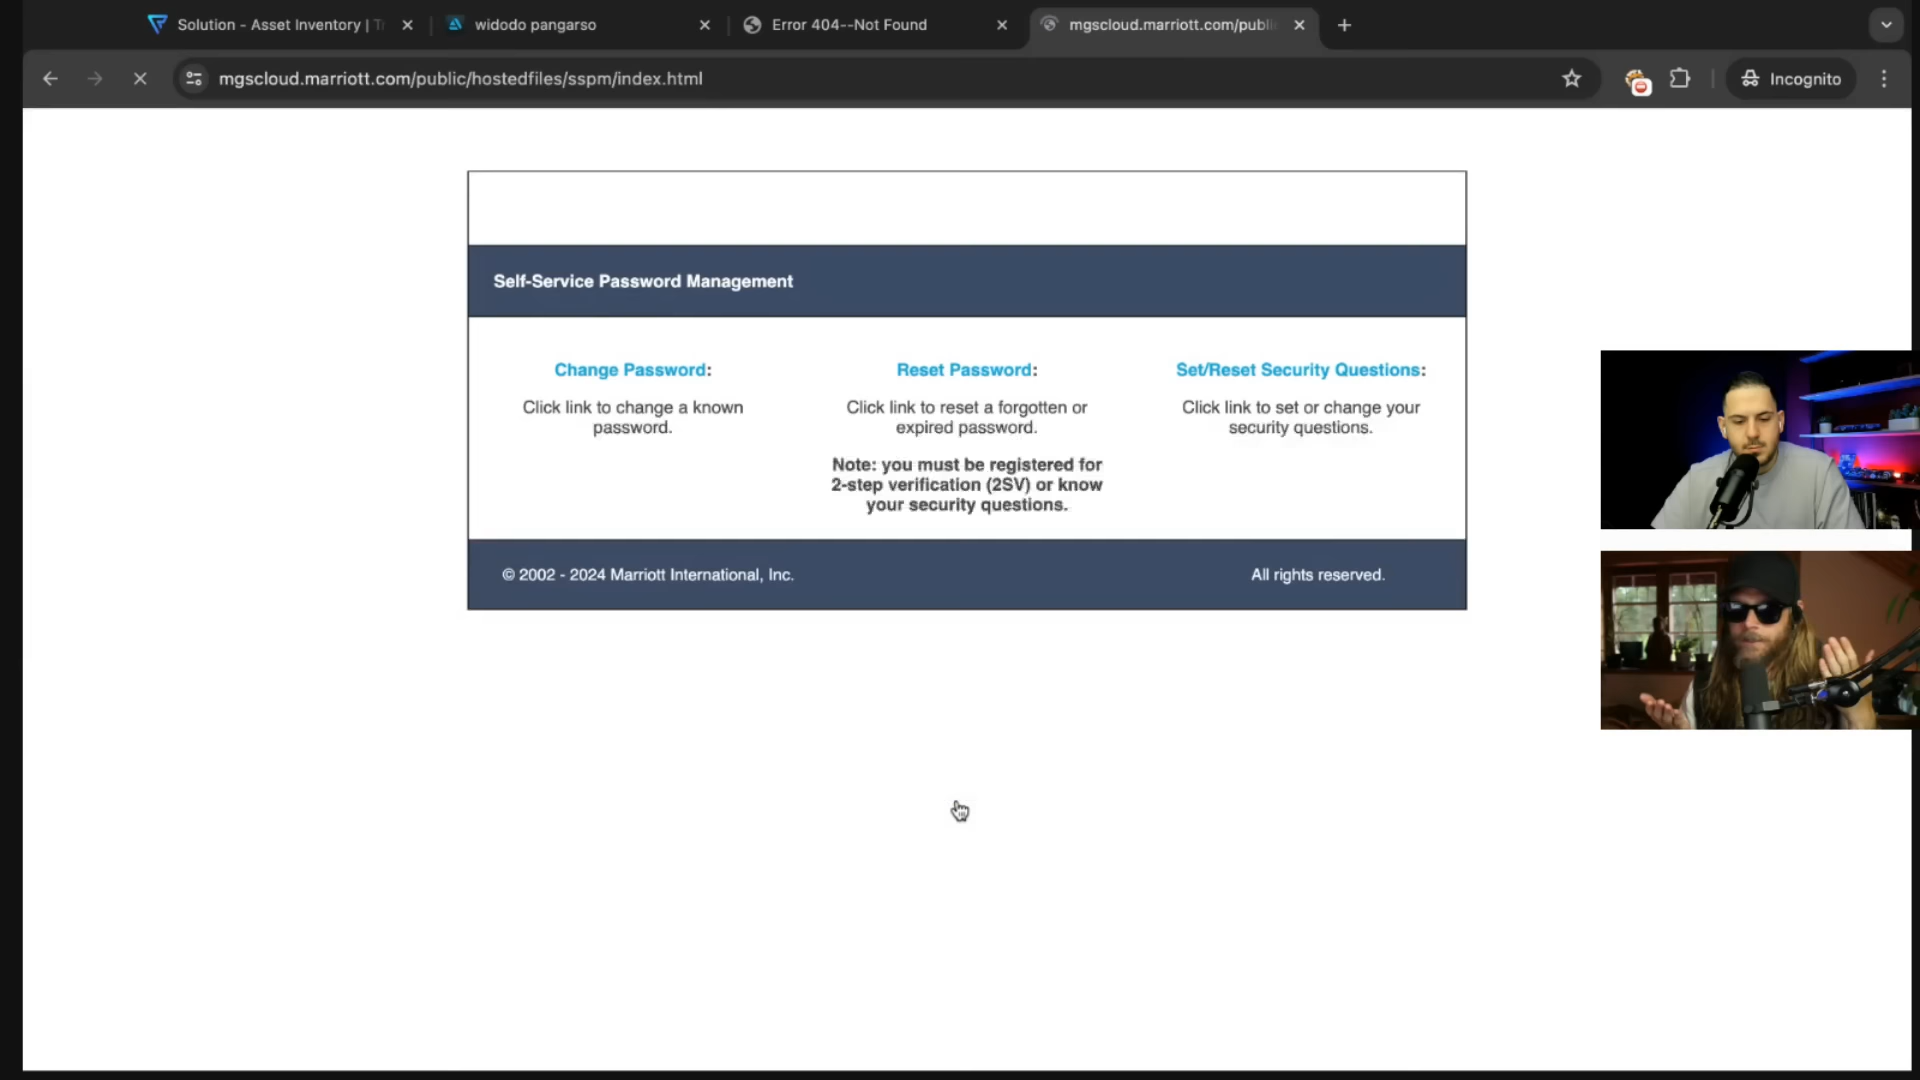 Solution - Asset Inventory | Tr
widodo pangarso
Error 404--Not Found
mgscloud.marriott.com/publi
mgscloud.marriott.com/public/hostedfiles/sspm/index.html
Incognito
Self-Service Password Management
Change Password:
Click link to change a known
password.
Reset Password:
Click link to reset a forgotten or
expired password.
Note: you must be registered for
2-step verification (2SV) or know
your security questions.
Set/Reset Security Questions:
Click link to set or change your
security questions.
© 2002 - 2024 Marriott International, Inc.
All rights reserved.